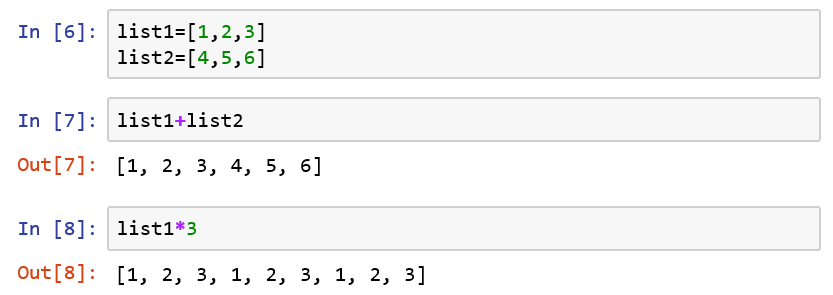 In [6]: list1=[1,2,3]
list2=[4,5,6]
In [7]: list1+list2
Out[7]: [1, 2, 3, 4, 5, 6]
In [8]: list1*3
Out[8]: [1, 2, 3, 1, 2, 3, 1, 2, 3]